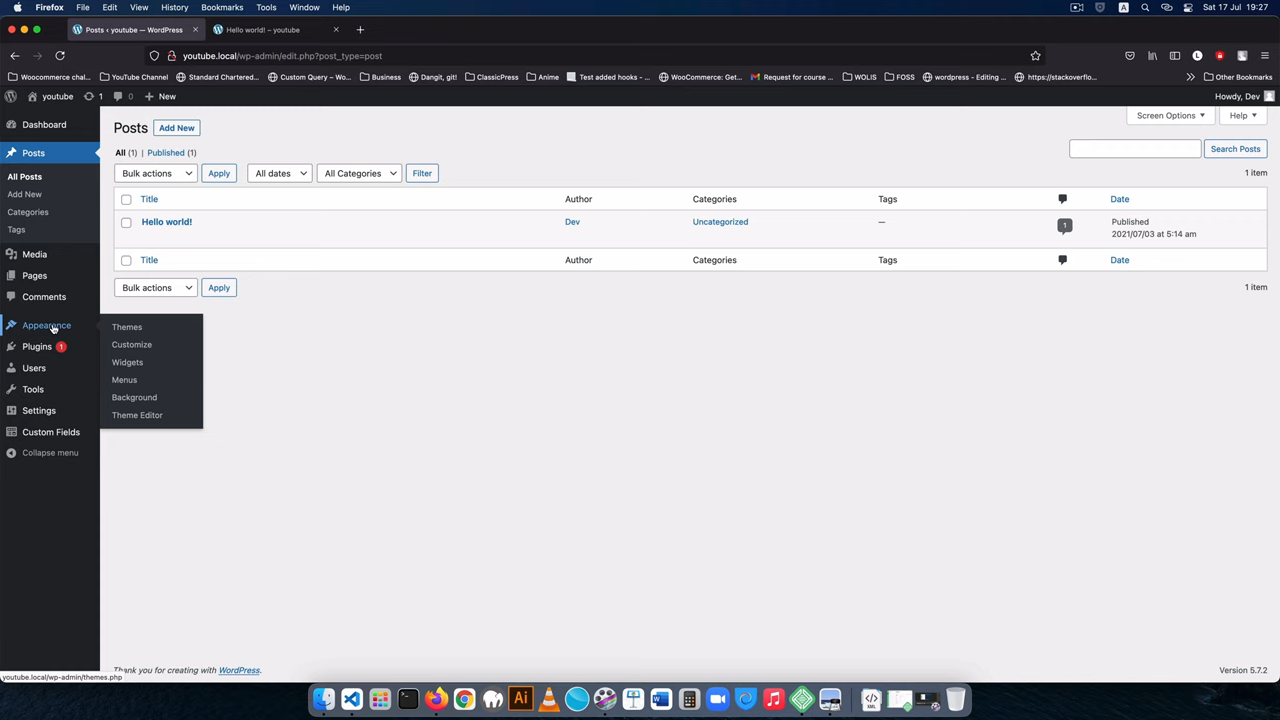 Firefox File Edit View History Bookmarks Tools Window Help A Sat 17 Jul 19:27
Posts ‹ youtube — WordPress × Hello world! – youtube × +
youtube.local/wp-admin/edit.php?post_type=post
Woocommerce chal... YouTube Channel Standard Chartered... Custom Query – Wo... Business Dangit, git! ClassicPress Anime Test added hooks - ... WooCommerce: Get... Request for course ... WOLIS FOSS wordpress - Editing ... https://stackoverflo... Other Bookmarks
youtube 1 0 + New Howdy, Dev
Dashboard
Posts
All Posts
Add New
Categories
Tags
Media
Pages
Comments
Appearance
Plugins 1
Users
Tools
Settings
Custom Fields
Collapse menu
Themes
Customize
Widgets
Menus
Background
Theme Editor
Screen Options Help
Posts Add New
All (1) Published (1)
Search Posts
Bulk actions Apply All dates All Categories Filter 1 item
Title Author Categories Tags Date
Hello world! Dev Uncategorized — 1 Published
2021/07/03 at 5:14 am
Title Author Categories Tags Date
Bulk actions Apply 1 item
Thank you for creating with WordPress. Version 5.7.2
youtube.local/wp-admin/themes.php
Ai W XML